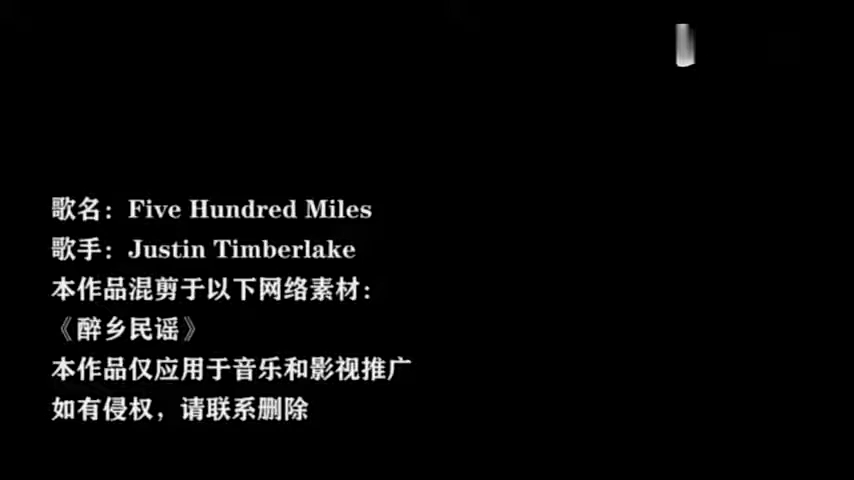 歌名：Five Hundred Miles
歌手：Justin Timberlake
本作品混剪于以下网络素材：
《醉乡民谣》
本作品仅应用于音乐和影视推广
如有侵权，请联系删除